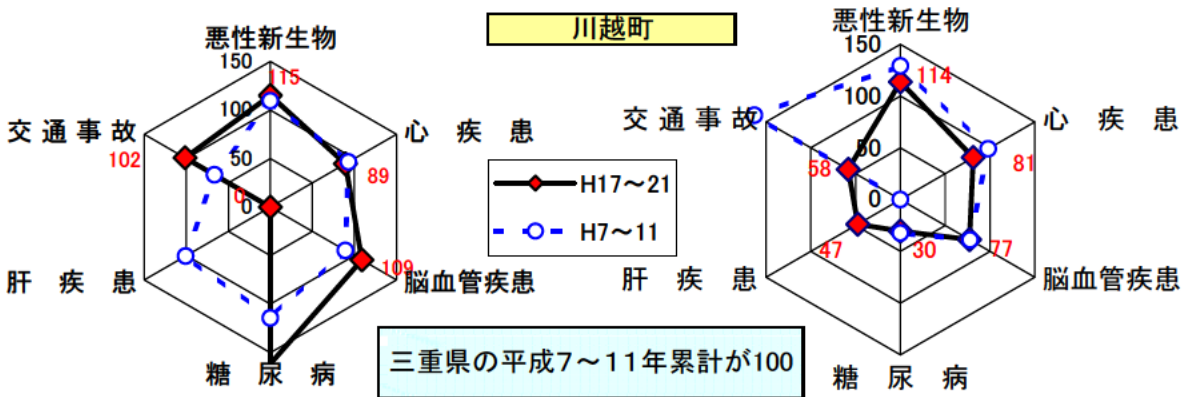 川越町
悪性新生物
150
115
100
50
0
心 疾 患
89
脳血管疾患
109
糖 尿 病
肝 疾 患
0
交 通 事 故
102
H17～21
H7～11
三重県の平成7～11年累計が100
悪性新生物
150
114
100
50
0
心 疾 患
81
脳血管疾患
77
糖 尿 病
30
肝 疾 患
47
交 通 事 故
58